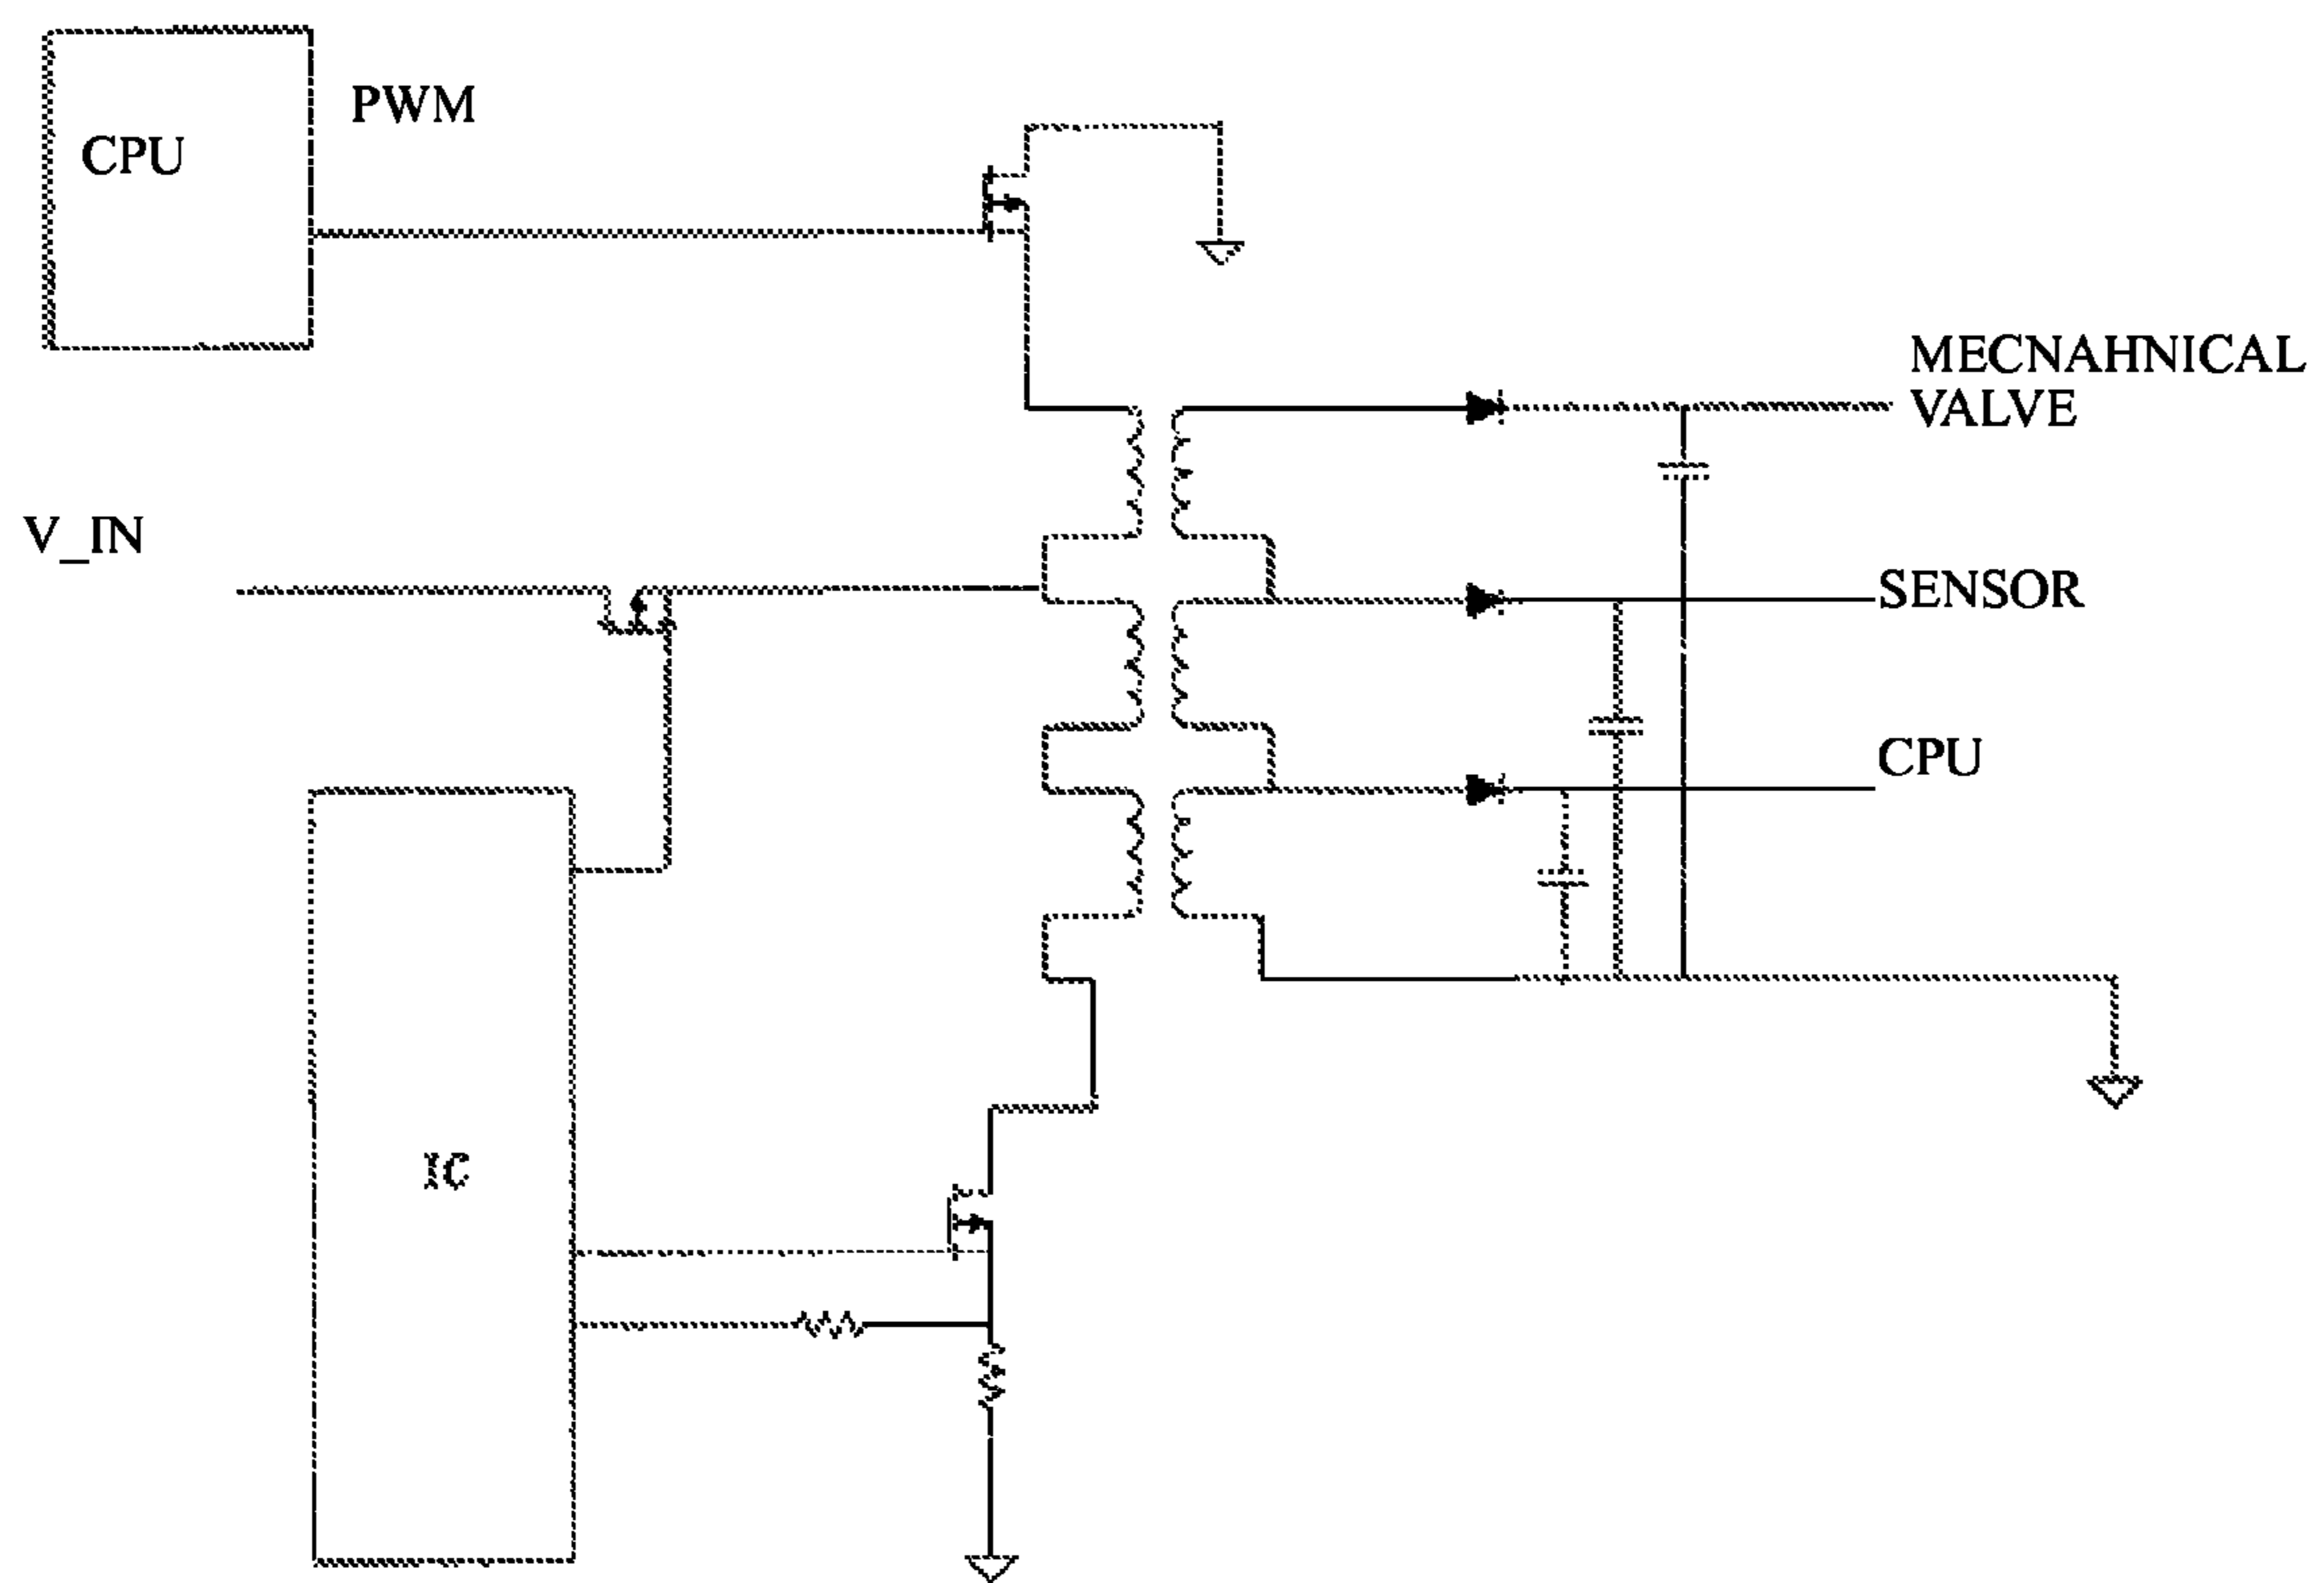 PWM
CPU
MECNAHNICAL
VALVE
V_IN
SENSOR
CPU
IC